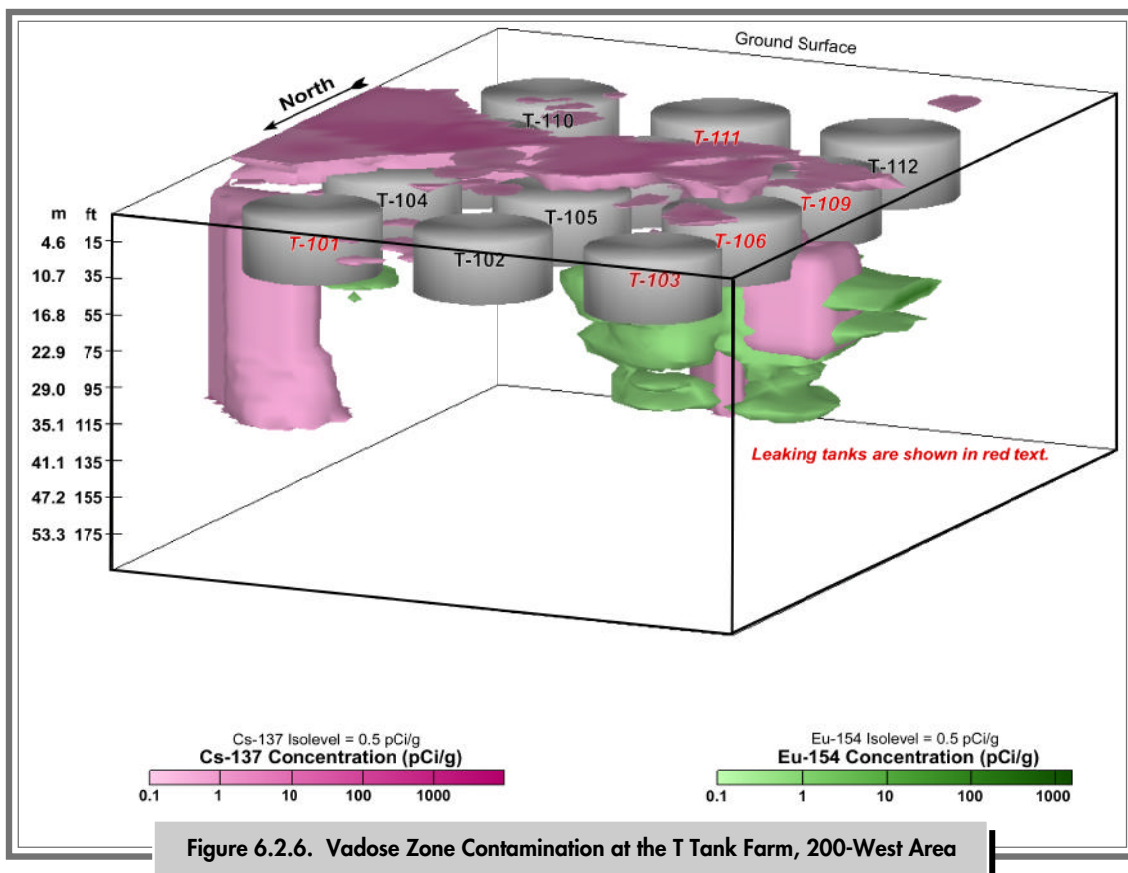 Ground Surface
North
T-110
T-111
T-112
T-104
T-105
T-109
T-101
T-102
T-106
T-103
m ft
4.6 15
10.7 35
16.8 55
22.9 75
29.0 95
35.1 115
41.1 135
47.2 155
53.3 175
Leaking tanks are shown in red text.
Cs-137 Isolevel = 0.5 pCi/g
Cs-137 Concentration (pCi/g)
0.1 1 10 100 1000
Eu-154 Isolevel = 0.5 pCi/g
Eu-154 Concentration (pCi/g)
0.1 1 10 100 1000
Figure 6.2.6. Vadose Zone Contamination at the T Tank Farm, 200-West Area